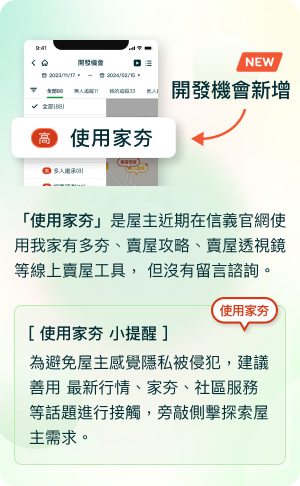 9:41
開發機會
2023/11/17 ~ 2024/02/15
全部88 無人追蹤11 我的追蹤33
全部(88)
NEW
開發機會新增
高 使用家夯
多人繼承(8)
「使用家夯」是屋主近期在信義官網使
用我家有多夯、賣屋攻略、賣屋透視鏡
等線上賣屋工具， 但沒有留言諮詢。
使用家夯
[ 使用家夯 小提醒 ]
為避免屋主感覺隱私被侵犯，建議
善用 最新行情、家夯、社區服務
等話題進行接觸，旁敲側擊探索屋
主需求。